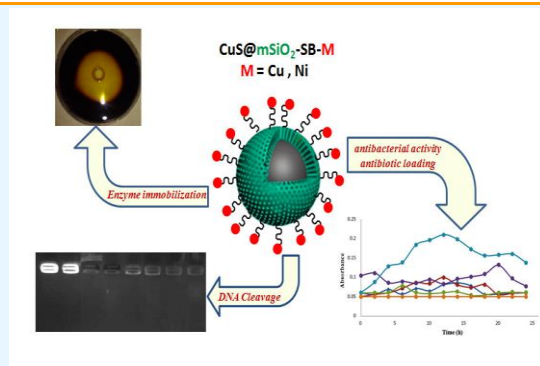 CuS@mSiO2-SB-M
M = Cu , Ni
antibacterial activity
antibiotic loading
Enzyme immobilization
DNA Cleavage
Absorbance
0.25
0.2
0.15
0.1
0.05
0
0 5 10 15 20 25
Time (h)